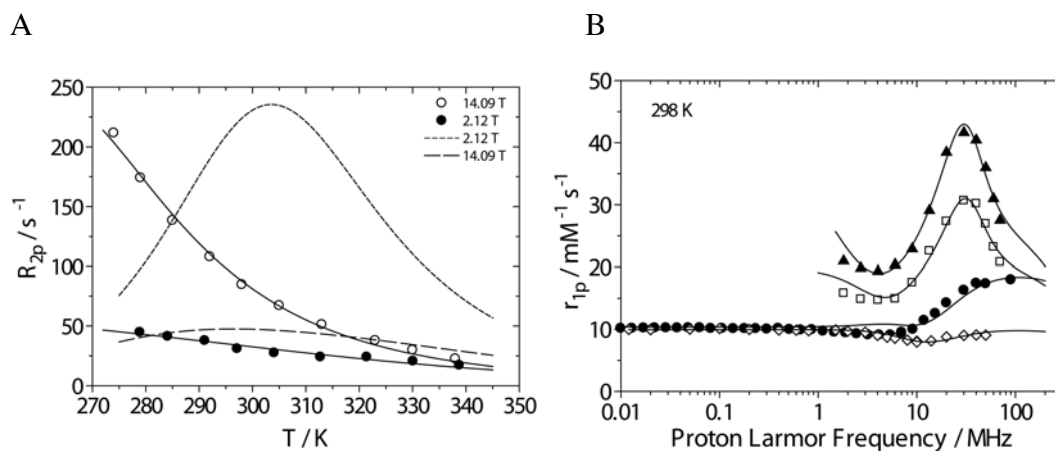 A
B
250
200
150
100
50
0
R2p / s⁻¹
14.09 T
2.12 T
2.12 T
14.09 T
270
280
290
300
310
320
330
340
350
T / K
50
40
30
20
10
0
r1p / mM⁻¹ s⁻¹
298 K
0.01
0.1
1
10
100
Proton Larmor Frequency / MHz